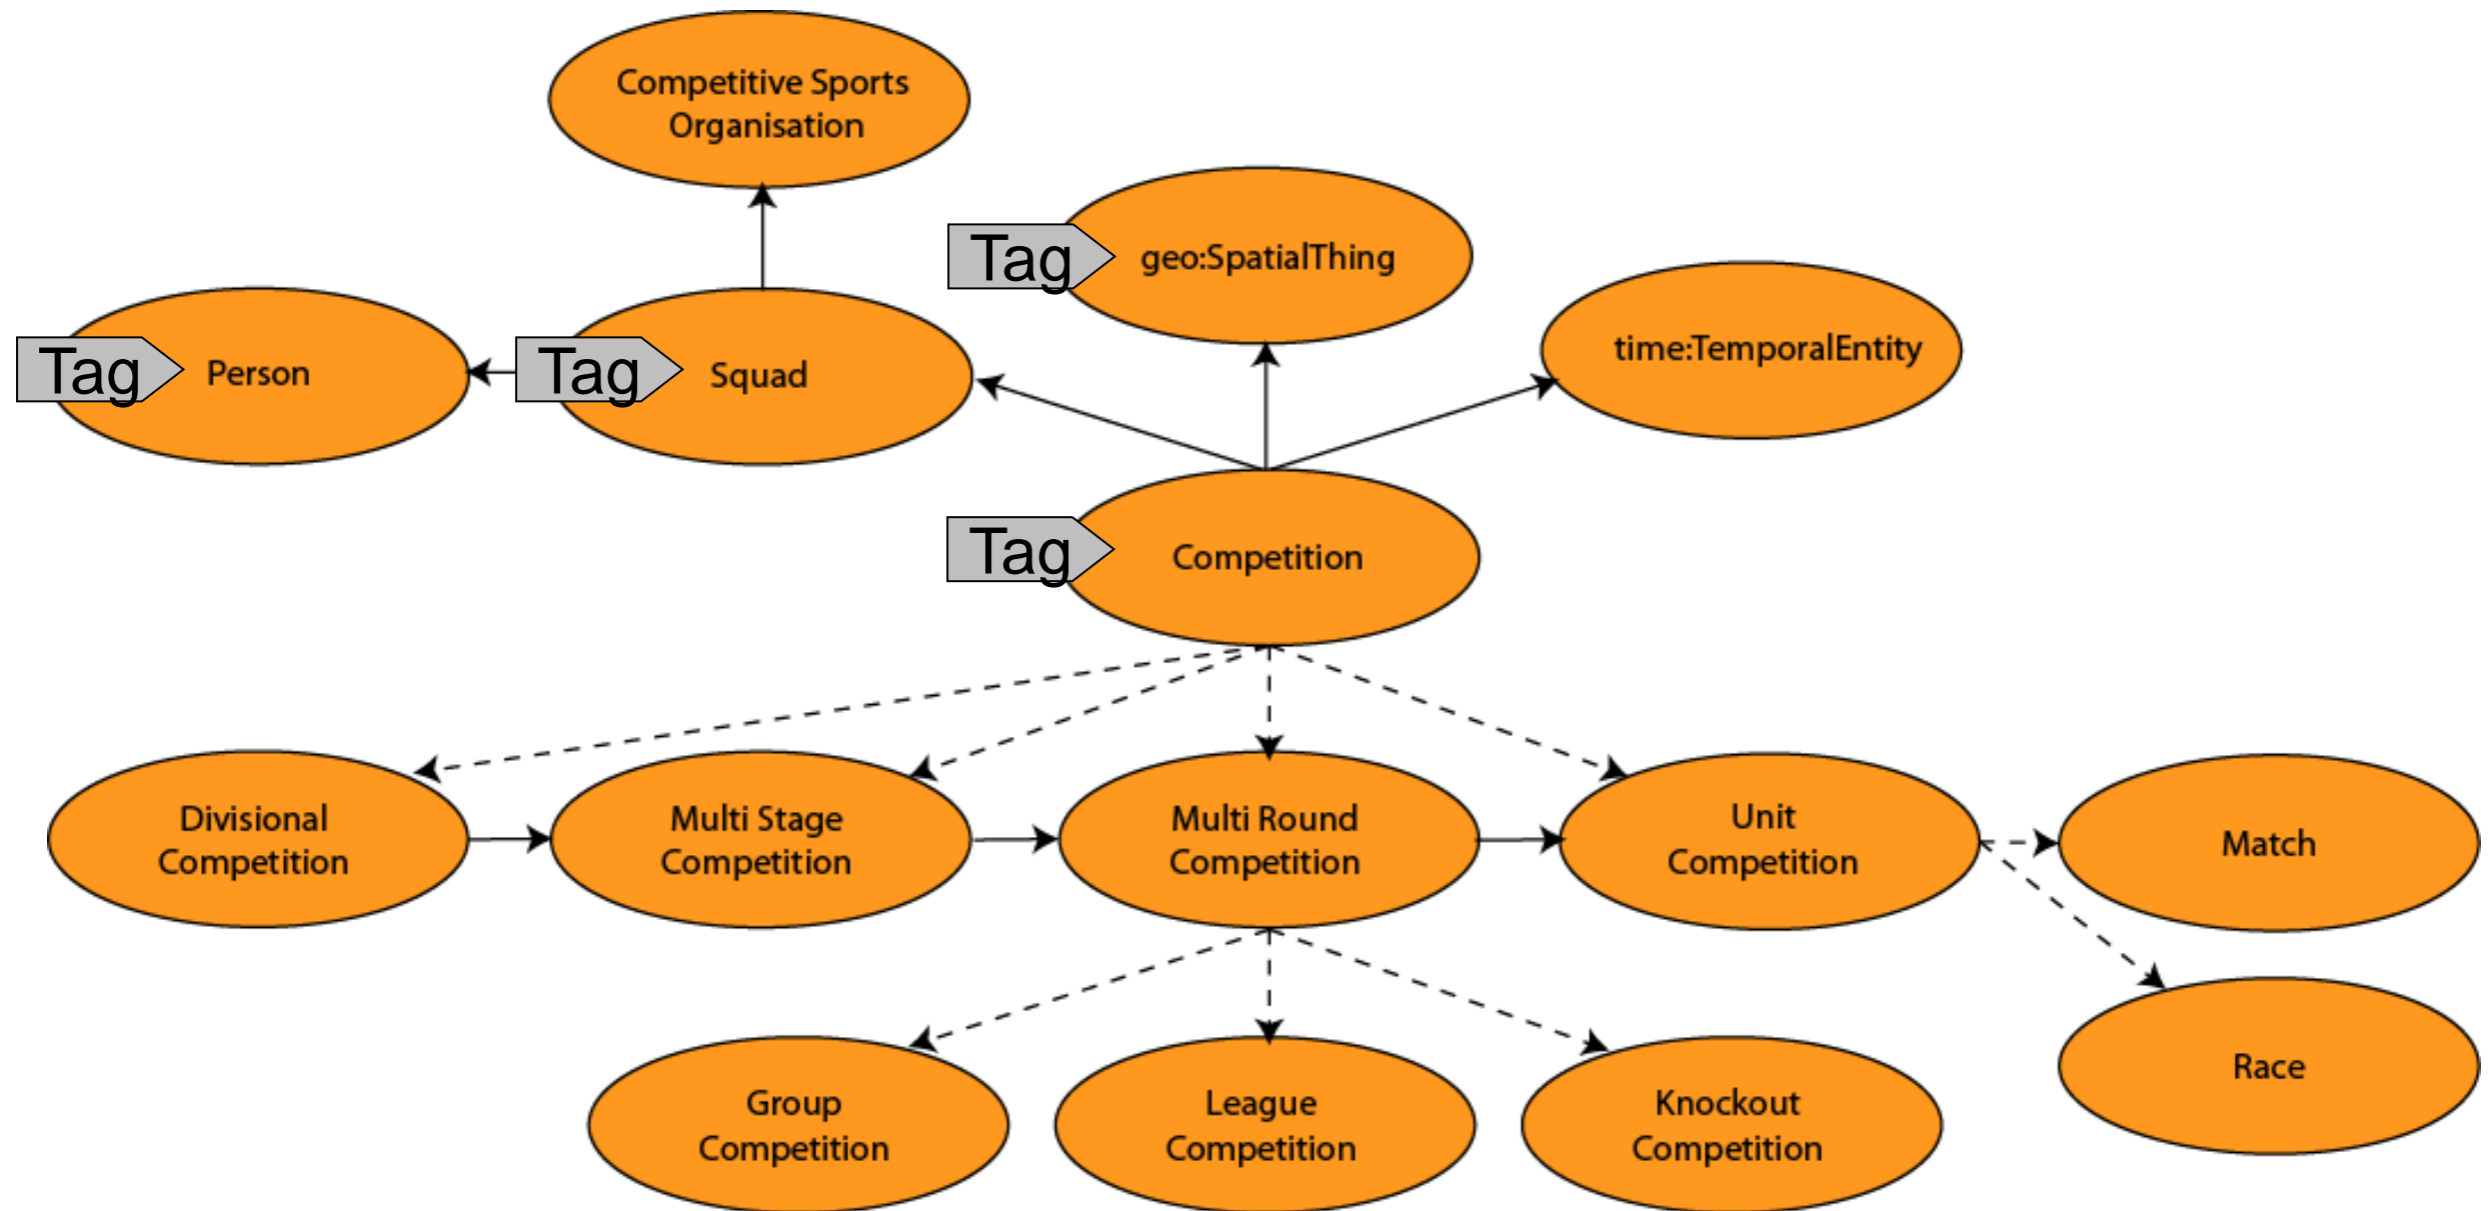 Competitive Sports
Organisation
Tag
geo:SpatialThing
time:TemporalEntity
Tag
Person
Tag
Squad
Tag
Competition
Divisional
Competition
Multi Stage
Competition
Multi Round
Competition
Unit
Competition
Match
Race
Group
Competition
League
Competition
Knockout
Competition